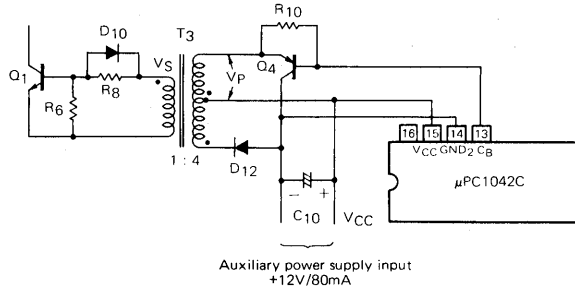 R10
D10
T3
VS
Q4
Q1
VP
R8
R6
16 15 14 13
VCC GND2 CB
1 : 4
D12
μPC1042C
− +
C10
VCC
Auxiliary power supply input
+12V/80mA